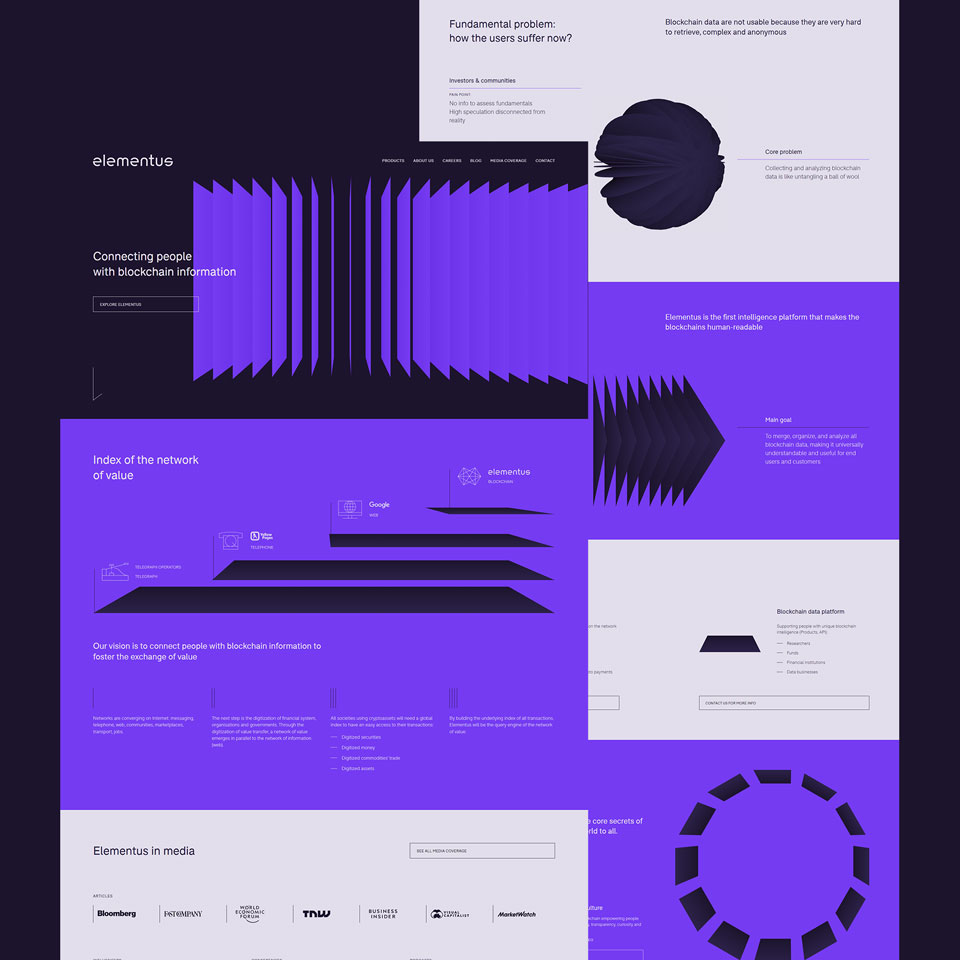 Fundamental problem:
how the users suffer now?
Blockchain data are not usable because they are very hard
to retrieve, complex and anonymous
Investors & communities
PAIN POINT
No info to assess fundamentals
High speculation disconnected from
reality
Core problem
Collecting and analyzing blockchain
data is like untangling a ball of wool
elementus
PRODUCTS
ABOUT US
CAREERS
BLOG
MEDIA COVERAGE
CONTACT
Connecting people
with blockchain information
EXPLORE ELEMENTUS
Elementus is the first intelligence platform that makes the
blockchains human-readable
Main goal
To merge, organize, and analyze all
blockchain data, making it universally
understandable and useful for end
users and customers
Index of the network
of value
elementus
BLOCKCHAIN
Google
WEB
Yellow
Pages
TELEPHONE
TELEGRAPH OPERATORS
TELEGRAPH
Our vision is to connect people with blockchain information to
foster the exchange of value
Networks are converging on Internet: messaging,
telephone, web, communities, marketplaces,
transport, jobs.
The next step is the digitization of financial system,
organisations and governments. Through the
digitization of value transfer, a network of value
emerges in parallel to the network of information
(web).
All societies using cryptoassets will need a global
index to have an easy access to their transactions:
Digitized securities
Digitized money
Digitized commodities' trade
Digitized assets
By building the underlying index of all transactions,
Elementus will be the query engine of the network
of value.
on the network
to payments
Blockchain data platform
Supporting people with unique blockchain
intelligence (Products, API)
Researchers
Funds
Financial institutions
Data businesses
CONTACT US FOR MORE INFO
e core secrets of
rld to all.
ulture
ckchain empowering people
transparency, curiosity and
Elementus in media
SEE ALL MEDIA COVERAGE
ARTICLES
Bloomberg
FAST COMPANY
WORLD
ECONOMIC
FORUM
TNW
BUSINESS
INSIDER
VISUAL
CAPITALIST
MarketWatch